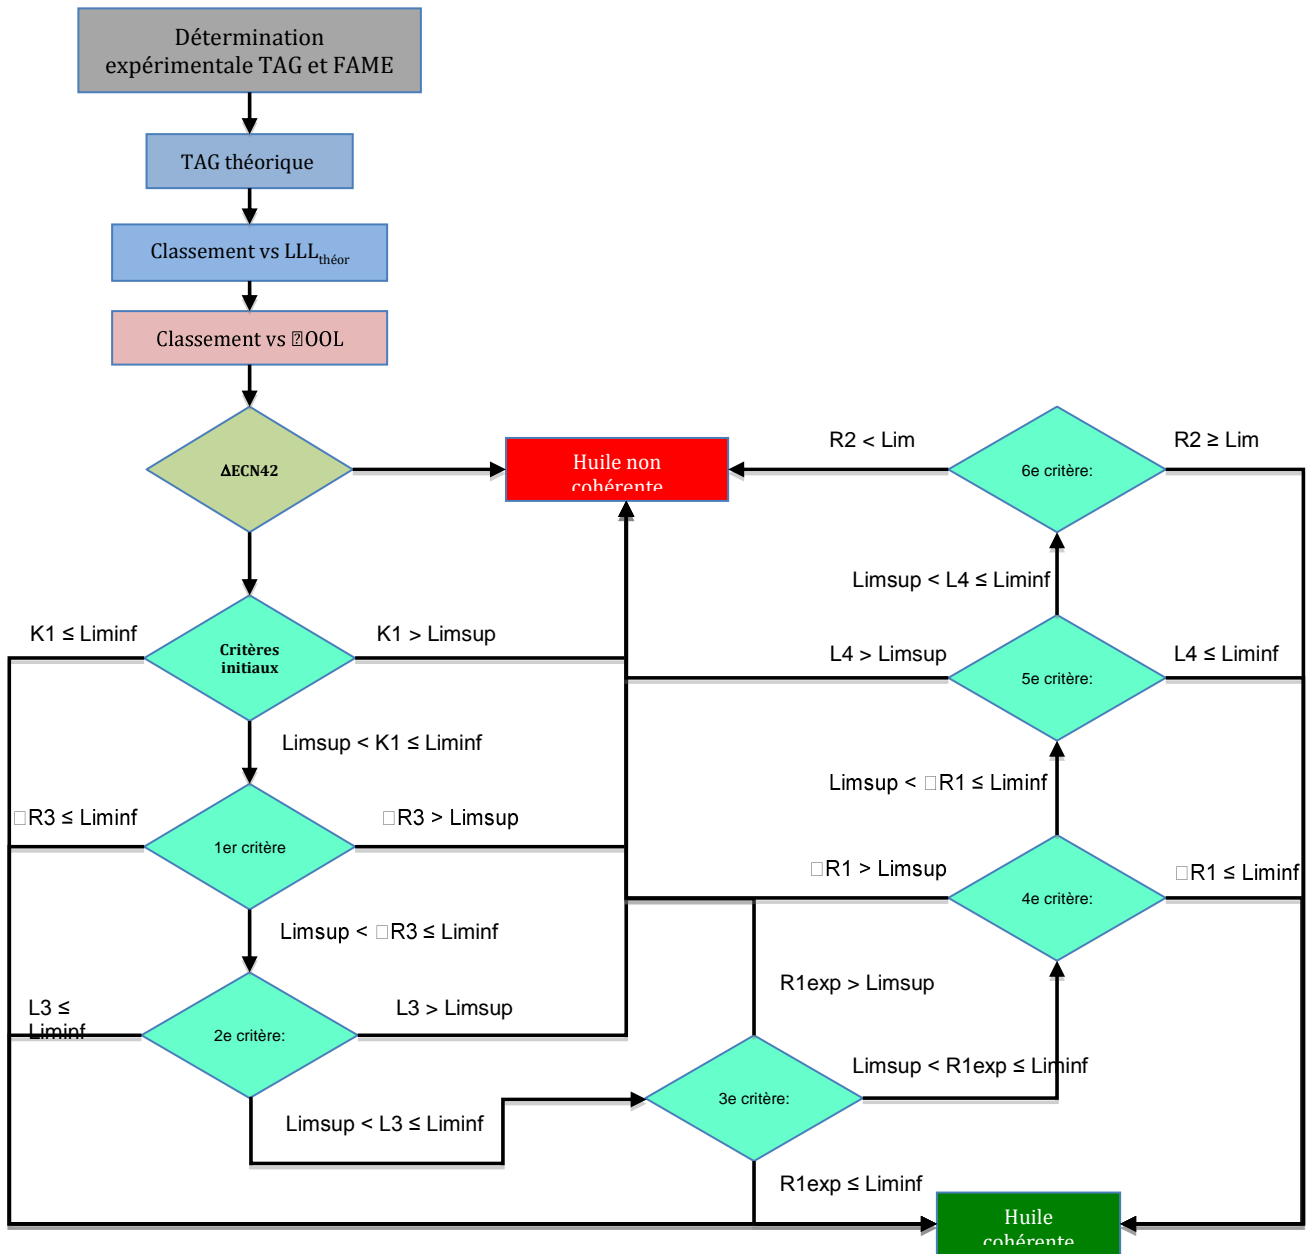 Détermination
expérimentale TAG et FAME
TAG théorique
Classement vs LLLthéor
Classement vs �OOL
ΔECN42
Huile non
cohérente
R2 < Lim
6e critère:
R2 ≥ Lim
Limsup < L4 ≤ Liminf
K1 ≤ Liminf
Critères
initiaux
K1 > Limsup
L4 > Limsup
5e critère:
L4 ≤ Liminf
Limsup < K1 ≤ Liminf
Limsup < □R1 ≤ Liminf
□R3 ≤ Liminf
1er critère
□R3 > Limsup
□R1 > Limsup
4e critère:
□R1 ≤ Liminf
Limsup < □R3 ≤ Liminf
R1exp > Limsup
L3 ≤
Liminf
2e critère:
L3 > Limsup
Limsup < R1exp ≤ Liminf
3e critère:
Limsup < L3 ≤ Liminf
R1exp ≤ Liminf
Huile
cohérente